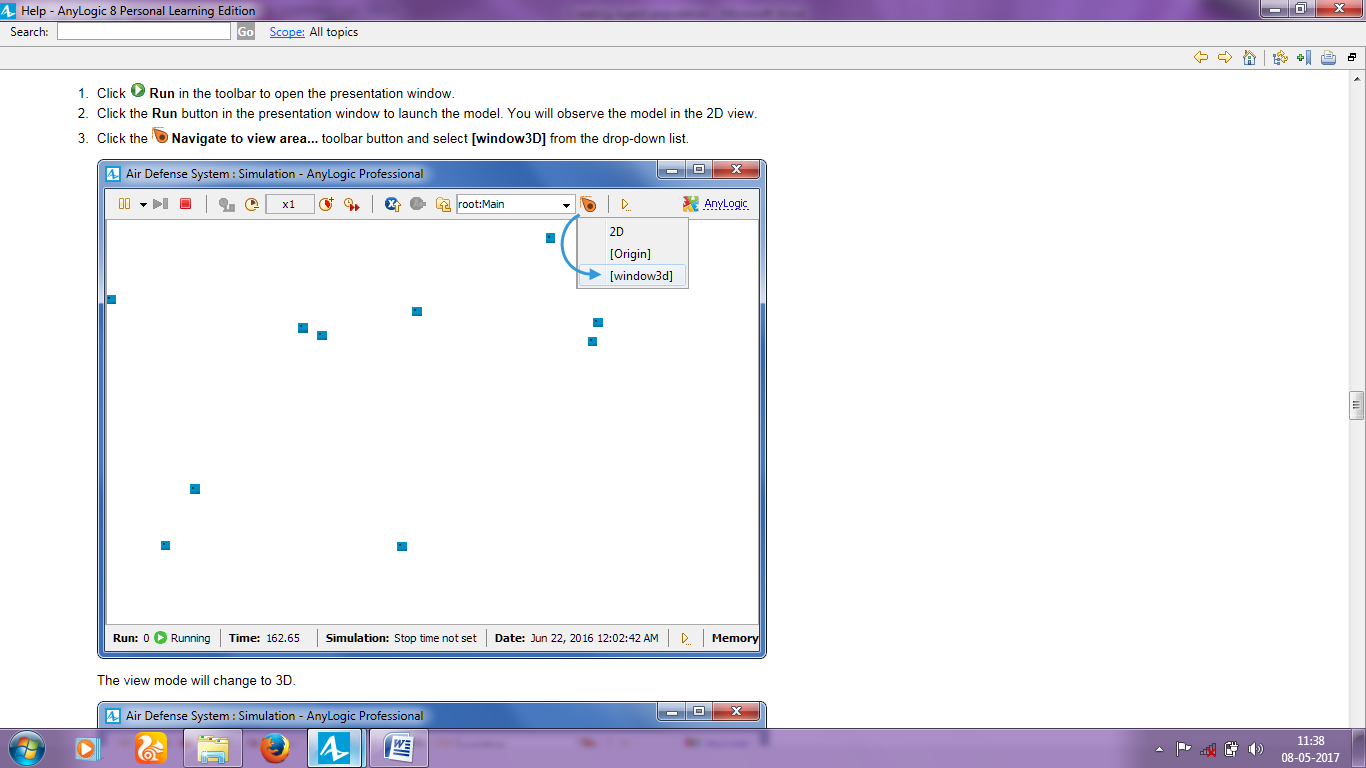 Help - AnyLogic 8 Personal Learning Edition
Search: Go Scope: All topics
1. Click Run in the toolbar to open the presentation window.
2. Click the Run button in the presentation window to launch the model. You will observe the model in the 2D view.
3. Click the Navigate to view area... toolbar button and select [window3D] from the drop-down list.
Air Defense System : Simulation - AnyLogic Professional
x1 root:Main AnyLogic
2D
[Origin]
[window3d]
Run: 0 Running Time: 162.65 Simulation: Stop time not set Date: Jun 22, 2016 12:02:42 AM Memory
The view mode will change to 3D.
Air Defense System : Simulation - AnyLogic Professional
11:38
08-05-2017